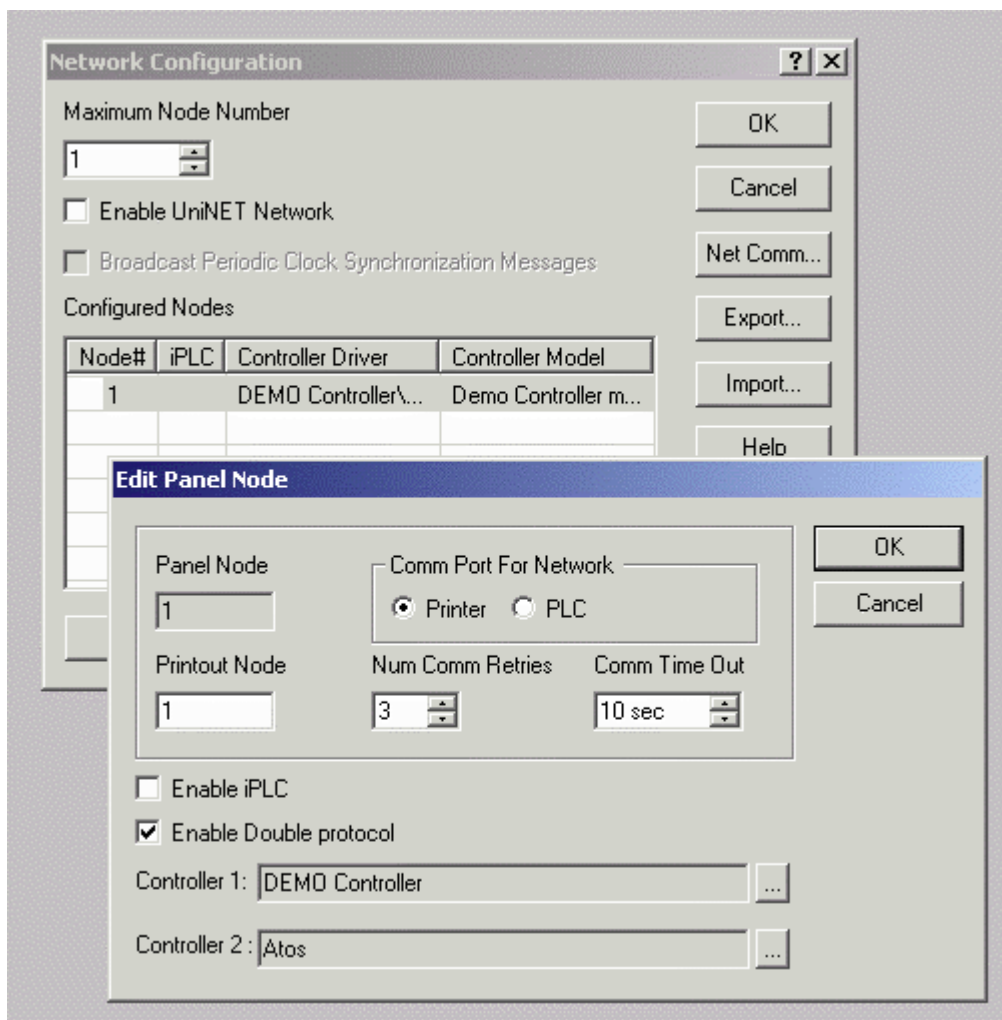 Network Configuration
Maximum Node Number
1
Enable UniNET Network
Broadcast Periodic Clock Synchronization Messages
Configured Nodes
Node# iPLC Controller Driver Controller Model
1 DEMO Controller\... Demo Controller m...
OK
Cancel
Net Comm...
Export...
Import...
Help
Edit Panel Node
Panel Node
1
Comm Port For Network
Printer PLC
Printout Node
1
Num Comm Retries
3
Comm Time Out
10 sec
OK
Cancel
Enable iPLC
Enable Double protocol
Controller 1: DEMO Controller ...
Controller 2 : Atos ...